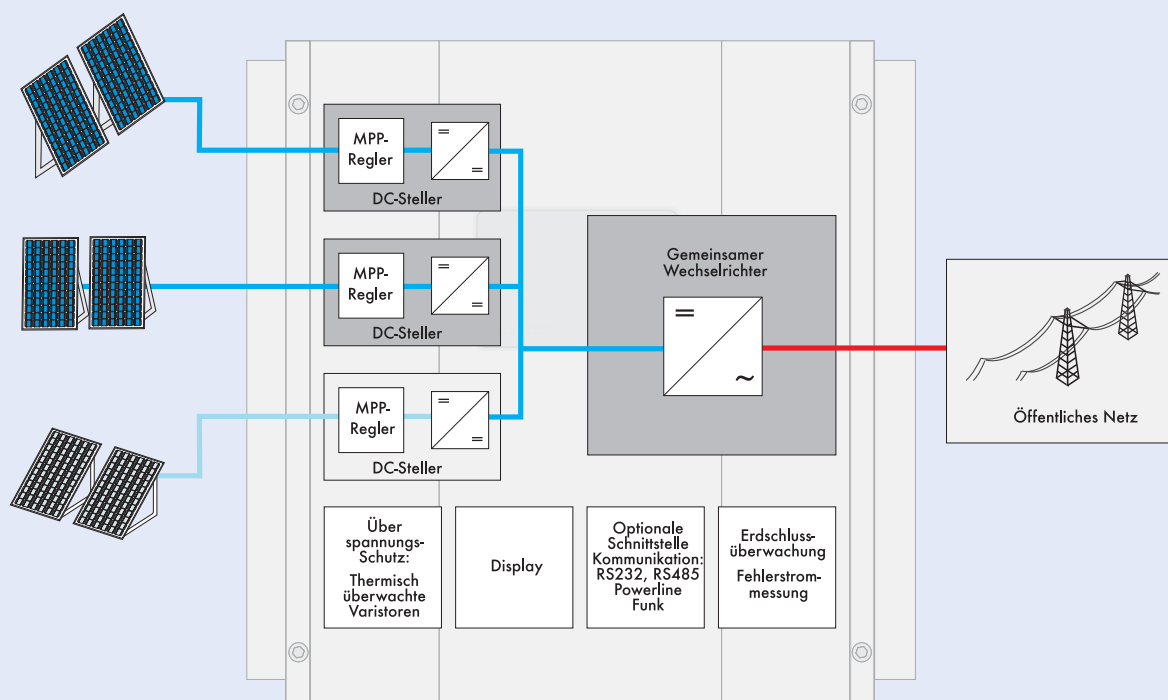 MPP-
Regler
DC-Steller
MPP-
Regler
DC-Steller
MPP-
Regler
DC-Steller
Gemeinsamer
Wechselrichter
Öffentliches Netz
Über
spannungs-
Schutz:
Thermisch
überwachte
Varistoren
Display
Optionale
Schnittstelle
Kommunikation:
RS232, RS485
Powerline
Funk
Erdschluss-
überwachung
Fehlerstrom-
messung